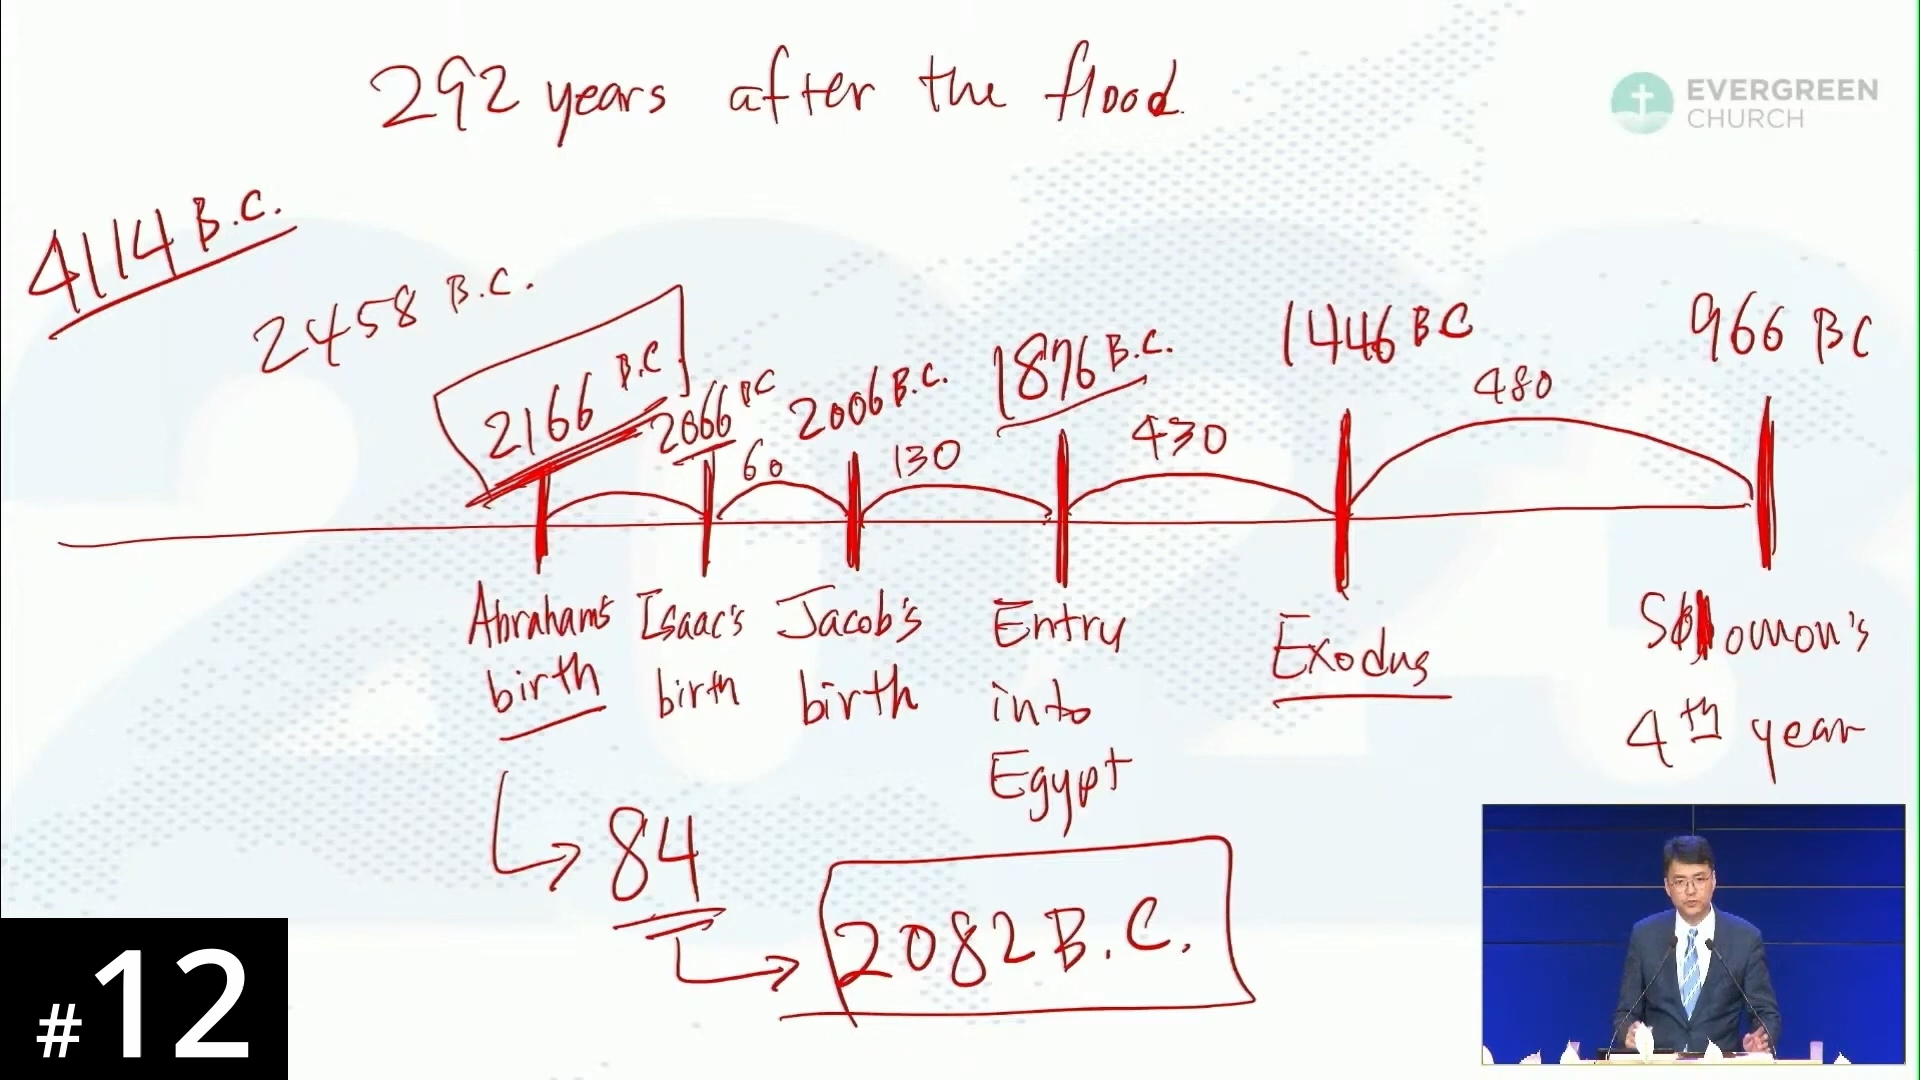 292 years after the flood.
EVERGREEN
CHURCH
4114 B.C.
2458 B.C.
2166 B.C
2066 BC
2006 B.C.
1876 B.C.
1446 BC
966 BC
60
130
430
480
Abraham's
birth
Isaac's
birth
Jacob's
birth
Entry
into
Egypt
Exodus
Solomon's
4th year
84
2082 B.C.
#12